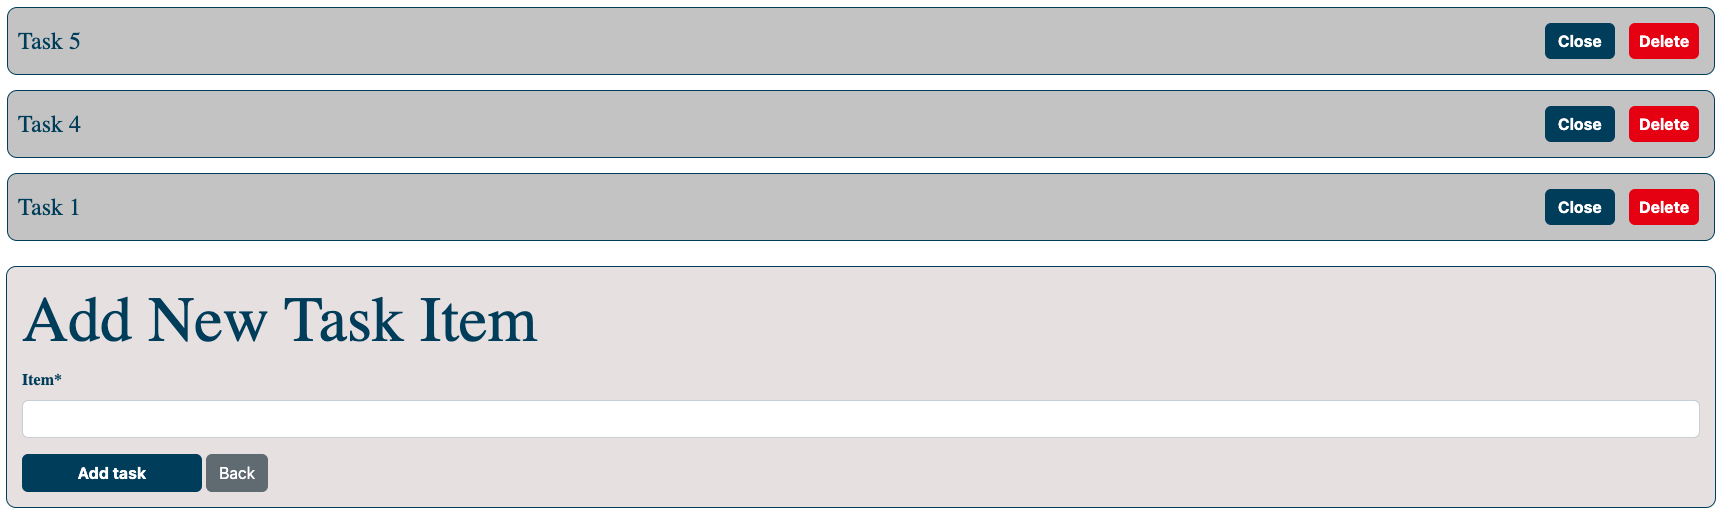 Task 5 Close Delete
Task 4 Close Delete
Task 1 Close Delete
Add New Task Item
Item*
Add task Back